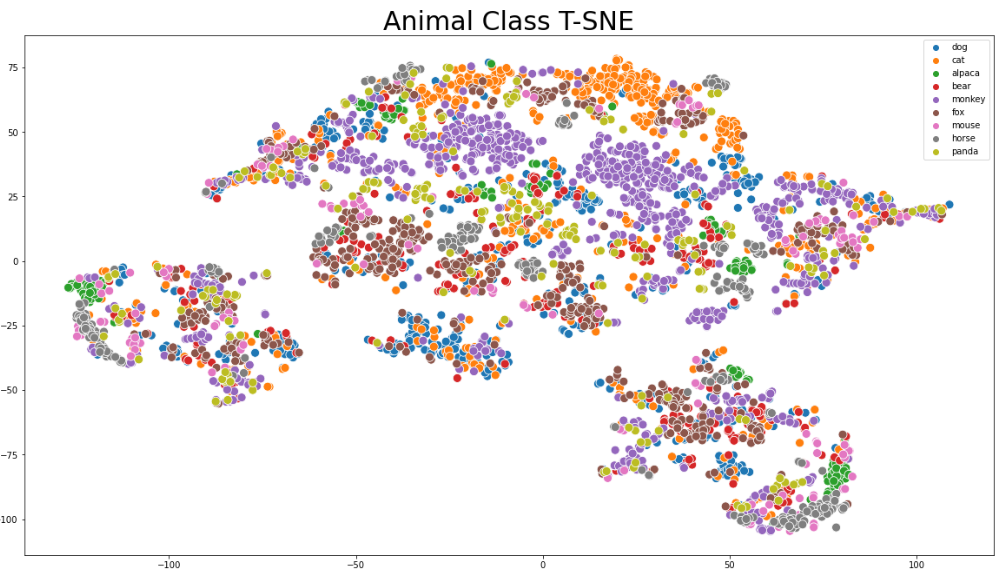 Animal Class T-SNE
dog
cat
alpaca
bear
monkey
fox
mouse
horse
panda
75
50
25
0
−25
−50
−75
−100
−100
−50
0
50
100